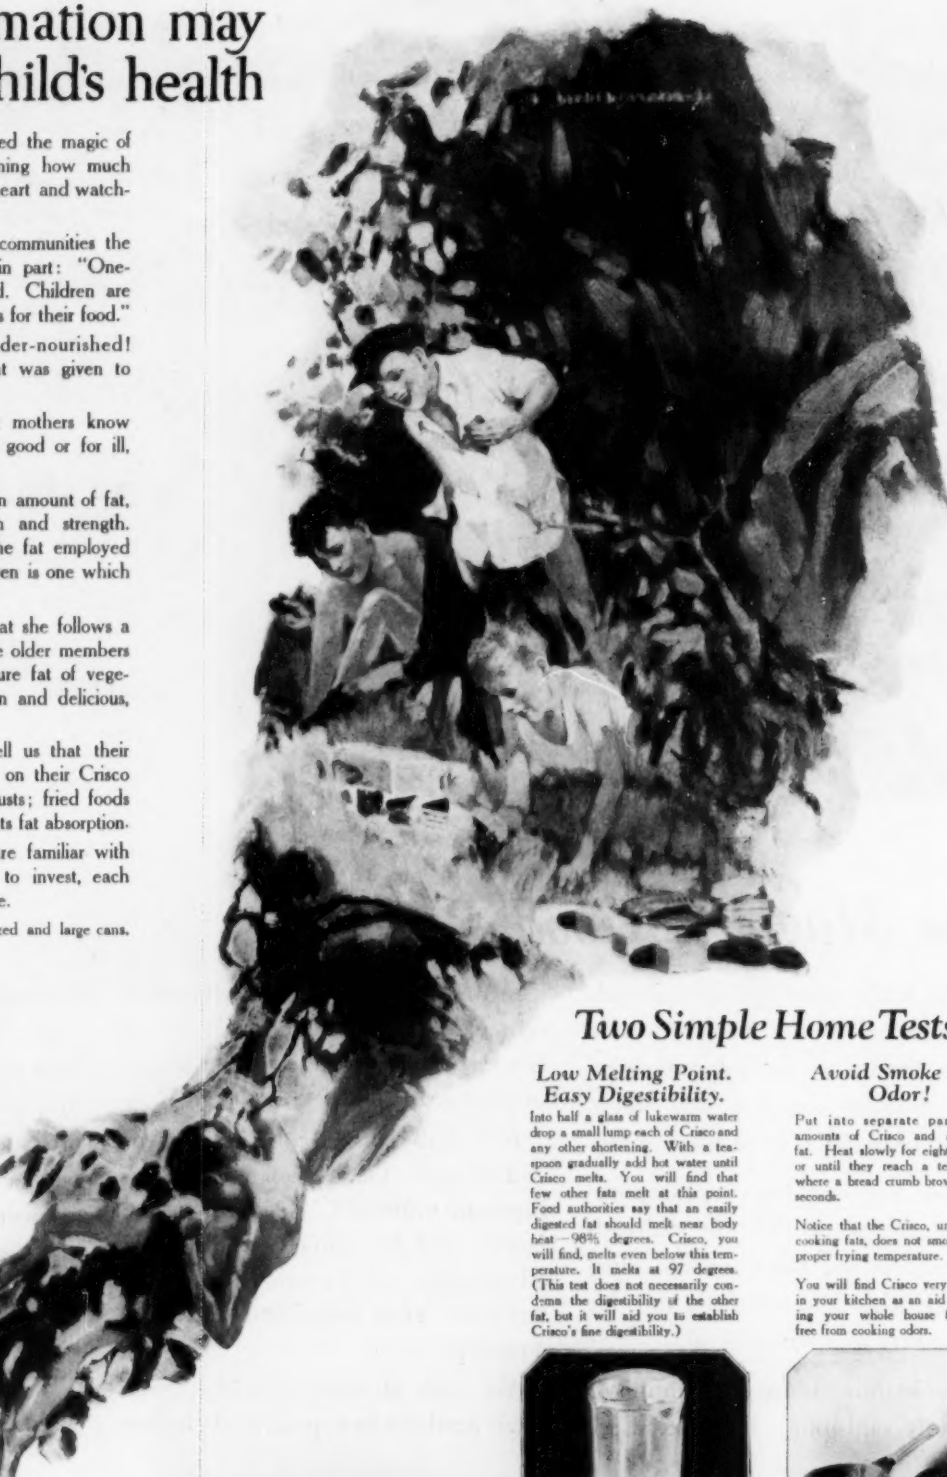 mation may
hild's health
ed the magic of
ning how much
eart and watch-
communities the
in part: "One-
l. Children are
s for their food."
der-nourished!
t was given to
mothers know
good or for ill,
n amount of fat,
n and strength.
he fat employed
en is one which
at she follows a
e older members
ure fat of vege-
n and delicious,
ell us that their
on their Crisco
usts; fried foods
ts fat absorption.
re familiar with
to invest, each
e.
zed and large cans.
Two Simple Home Tests
Low Melting Point.
Easy Digestibility.
Into half a glass of lukewarm water
drop a small lump each of Crisco and
any other shortening. With a tea-
spoon gradually add hot water until
Crisco melts. You will find that
few other fats melt at this point.
Food authorities say that an easily
digested fat should melt near body
heat—98⅗ degrees. Crisco, you
will find, melts even below this tem-
perature. It melts at 97 degrees.
(This test does not necessarily con-
demn the digestibility of the other
fat, but it will aid you to establish
Crisco's fine digestibility.)
Avoid Smoke
Odor!
Put into separate pa
amounts of Crisco and
fat. Heat slowly for eigh
or until they reach a te
where a bread crumb brov
seconds.
Notice that the Crisco, u
cooking fats, does not smo
proper frying temperature.
You will find Crisco very
in your kitchen as an aid
ing your whole house
free from cooking odors.